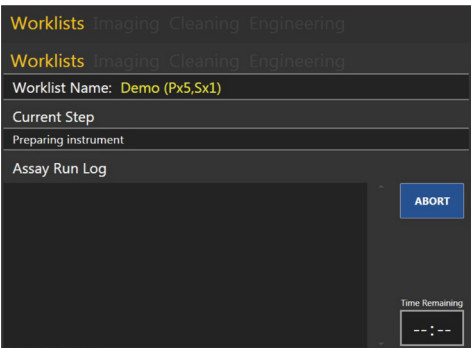 Worklists Imaging Cleaning Engineering
Worklists Imaging Cleaning Engineering
Worklist Name: Demo (Px5,Sx1)
Current Step
Preparing instrument
Assay Run Log
ABORT
Time Remaining
--:--